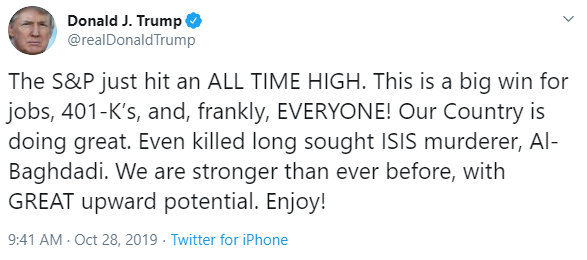 Donald J. Trump
@realDonaldTrump
The S&P just hit an ALL TIME HIGH. This is a big win for
jobs, 401-K’s, and, frankly, EVERYONE! Our Country is
doing great. Even killed long sought ISIS murderer, Al-
Baghdadi. We are stronger than ever before, with
GREAT upward potential. Enjoy!
9:41 AM · Oct 28, 2019 · Twitter for iPhone